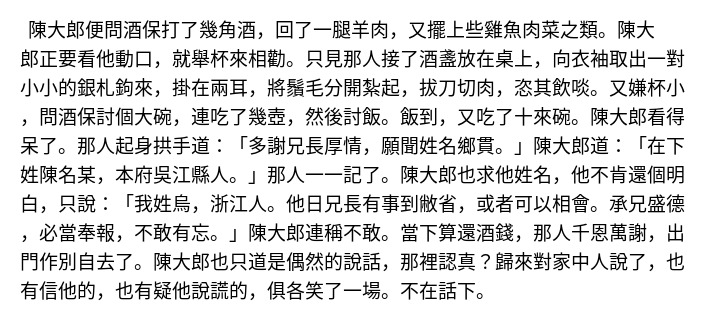 陳大郎便問酒保打了幾角酒，回了一腿羊肉，又擺上些雞魚肉菜之類。陳大
郎正要看他動口，就舉杯來相勸。只見那人接了酒盞放在桌上，向衣袖取出一對
小小的銀札鉤來，掛在兩耳，將鬚毛分開紮起，拔刀切肉，恣其飲啖。又嫌杯小
，問酒保討個大碗，連吃了幾壺，然後討飯。飯到，又吃了十來碗。陳大郎看得
呆了。那人起身拱手道：「多謝兄長厚情，願聞姓名鄉貫。」陳大郎道：「在下
姓陳名某，本府吳江縣人。」那人一一記了。陳大郎也求他姓名，他不肯還個明
白，只說：「我姓烏，浙江人。他日兄長有事到敝省，或者可以相會。承兄盛德
，必當奉報，不敢有忘。」陳大郎連稱不敢。當下算還酒錢，那人千恩萬謝，出
門作別自去了。陳大郎也只道是偶然的說話，那裡認真？歸來對家中人說了，也
有信他的，也有疑他說謊的，俱各笑了一場。不在話下。